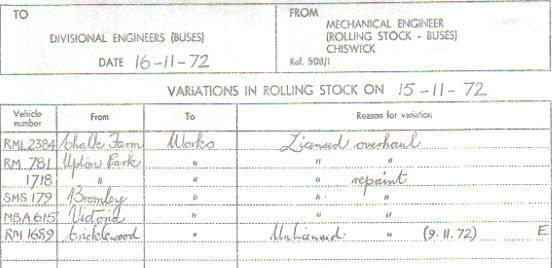 TO
DIVISIONAL ENGINEERS (BUSES)
DATE 16-11-72
FROM
MECHANICAL ENGINEER
(ROLLING STOCK - BUSES)
CHISWICK
Ref. 508/1
VARIATIONS IN ROLLING STOCK ON 15-11-72
Vehicle number From To Reason for variation
RML 2384 Chalk Farm Works Licensed overhaul
RM 781 Upton Park " " "
1718 " " " repaint
SMS 179 Bromley " " "
MBA 615 Victoria " " "
RM 1689 Cricklewood " Unlicensed " (9.11.72) E